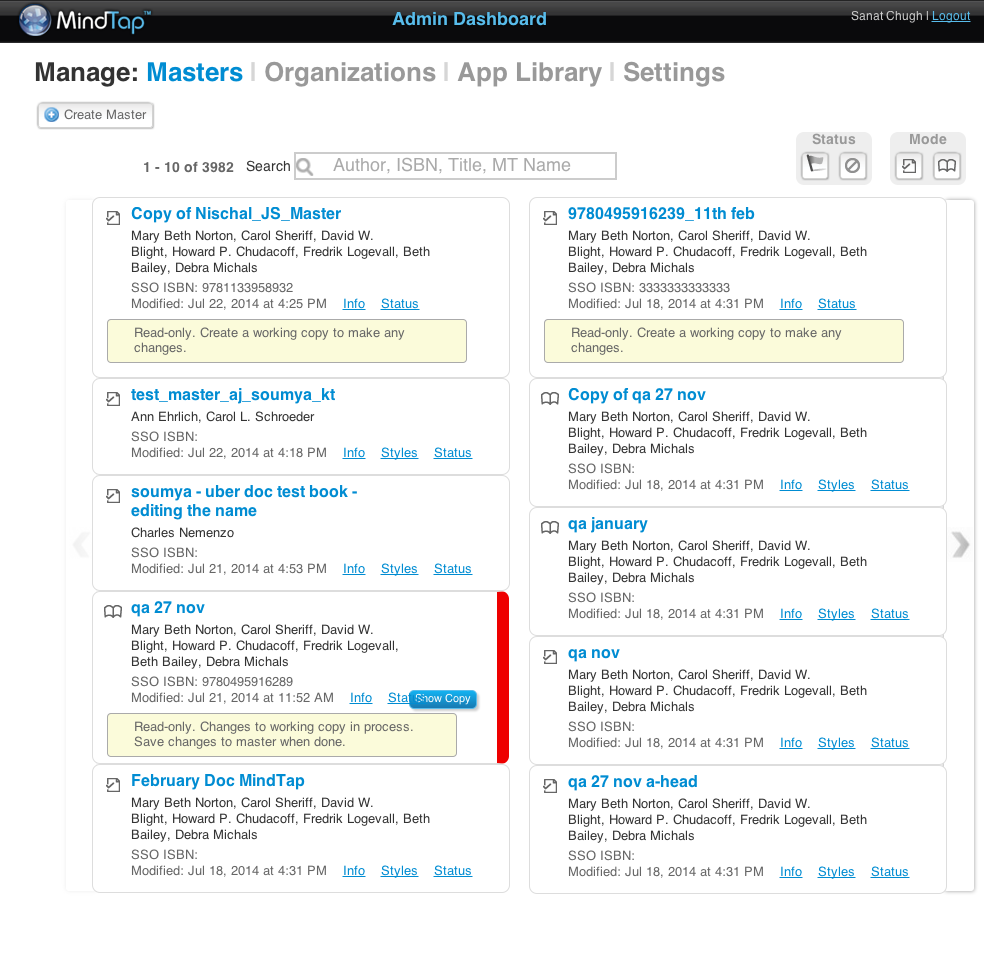 MindTap™
Admin Dashboard
Sanat Chugh | Logout
Manage: Masters | Organizations | App Library | Settings
Create Master
Status
Mode
1 - 10 of 3982 Search Author, ISBN, Title, MT Name
Copy of Nischal_JS_Master
Mary Beth Norton, Carol Sheriff, David W.
Blight, Howard P. Chudacoff, Fredrik Logevall, Beth
Bailey, Debra Michals
SSO ISBN: 9781133958932
Modified: Jul 22, 2014 at 4:25 PM Info Status
Read-only. Create a working copy to make any
changes.
test_master_aj_soumya_kt
Ann Ehrlich, Carol L. Schroeder
SSO ISBN:
Modified: Jul 22, 2014 at 4:18 PM Info Styles Status
soumya - uber doc test book -
editing the name
Charles Nemenzo
SSO ISBN:
Modified: Jul 21, 2014 at 4:53 PM Info Styles Status
qa 27 nov
Mary Beth Norton, Carol Sheriff, David W.
Blight, Howard P. Chudacoff, Fredrik Logevall,
Beth Bailey, Debra Michals
SSO ISBN: 9780495916289
Modified: Jul 21, 2014 at 11:52 AM Info Status Show Copy
Read-only. Changes to working copy in process.
Save changes to master when done.
February Doc MindTap
Mary Beth Norton, Carol Sheriff, David W.
Blight, Howard P. Chudacoff, Fredrik Logevall, Beth
Bailey, Debra Michals
SSO ISBN:
Modified: Jul 18, 2014 at 4:31 PM Info Styles Status
9780495916239_11th feb
Mary Beth Norton, Carol Sheriff, David W.
Blight, Howard P. Chudacoff, Fredrik Logevall, Beth
Bailey, Debra Michals
SSO ISBN: 3333333333333
Modified: Jul 18, 2014 at 4:31 PM Info Status
Read-only. Create a working copy to make any
changes.
Copy of qa 27 nov
Mary Beth Norton, Carol Sheriff, David W.
Blight, Howard P. Chudacoff, Fredrik Logevall, Beth
Bailey, Debra Michals
SSO ISBN:
Modified: Jul 18, 2014 at 4:31 PM Info Styles Status
qa january
Mary Beth Norton, Carol Sheriff, David W.
Blight, Howard P. Chudacoff, Fredrik Logevall, Beth
Bailey, Debra Michals
SSO ISBN:
Modified: Jul 18, 2014 at 4:31 PM Info Styles Status
qa nov
Mary Beth Norton, Carol Sheriff, David W.
Blight, Howard P. Chudacoff, Fredrik Logevall, Beth
Bailey, Debra Michals
SSO ISBN:
Modified: Jul 18, 2014 at 4:31 PM Info Styles Status
qa 27 nov a-head
Mary Beth Norton, Carol Sheriff, David W.
Blight, Howard P. Chudacoff, Fredrik Logevall, Beth
Bailey, Debra Michals
SSO ISBN:
Modified: Jul 18, 2014 at 4:31 PM Info Styles Status